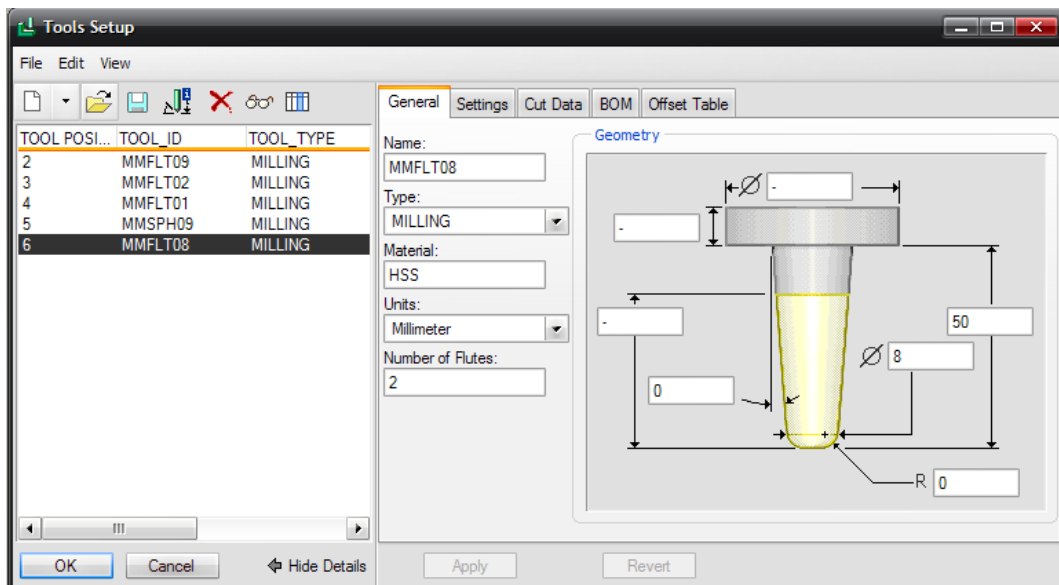 Tools Setup
File Edit View
TOOL POSI... TOOL_ID TOOL_TYPE
2 MMFLT09 MILLING
3 MMFLT02 MILLING
4 MMFLT01 MILLING
5 MMSPH09 MILLING
6 MMFLT08 MILLING
OK Cancel Hide Details
General Settings Cut Data BOM Offset Table
Name:
MMFLT08
Type:
MILLING
Material:
HSS
Units:
Millimeter
Number of Flutes:
2
Geometry
Ø -
-
-
50
Ø 8
0
R 0
Apply Revert